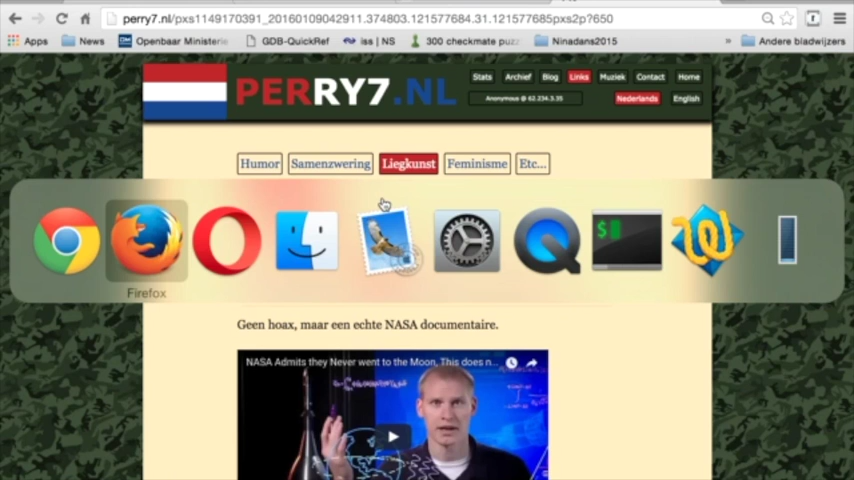 perry7.nl/pxs1149170391_20160109042911.374803.121577684.31.121577685pxs2p?650
Apps News Openbaar Ministerie GDB-QuickRef iss | NS 300 checkmate puz Ninadans2015 » Andere bladwijzers
PERRY7.NL
Stats Archief Blog Links Muziek Contact Home
Anonymous @ 62.234.3.35 Nederlands English
Humor Samenzwering Liegkunst Feminisme Etc...
$
Firefox
Geen hoax, maar een echte NASA documentaire.
NASA Admits they Never went to the Moon, This does n...